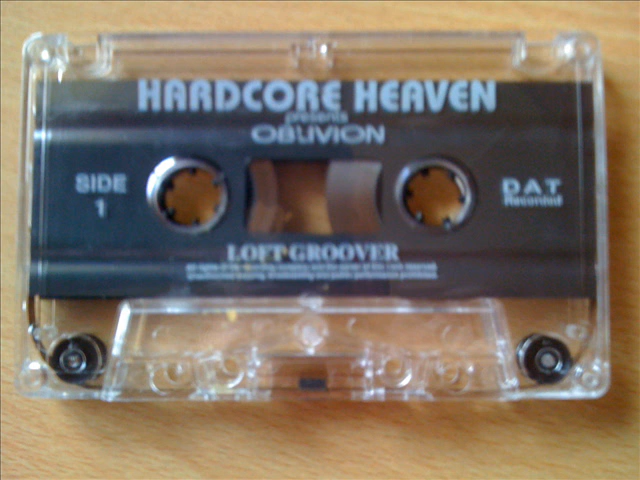 HARDCORE HEAVEN
presents
OBLIVION
SIDE
1
DAT
Recorded
LOFT GROOVER